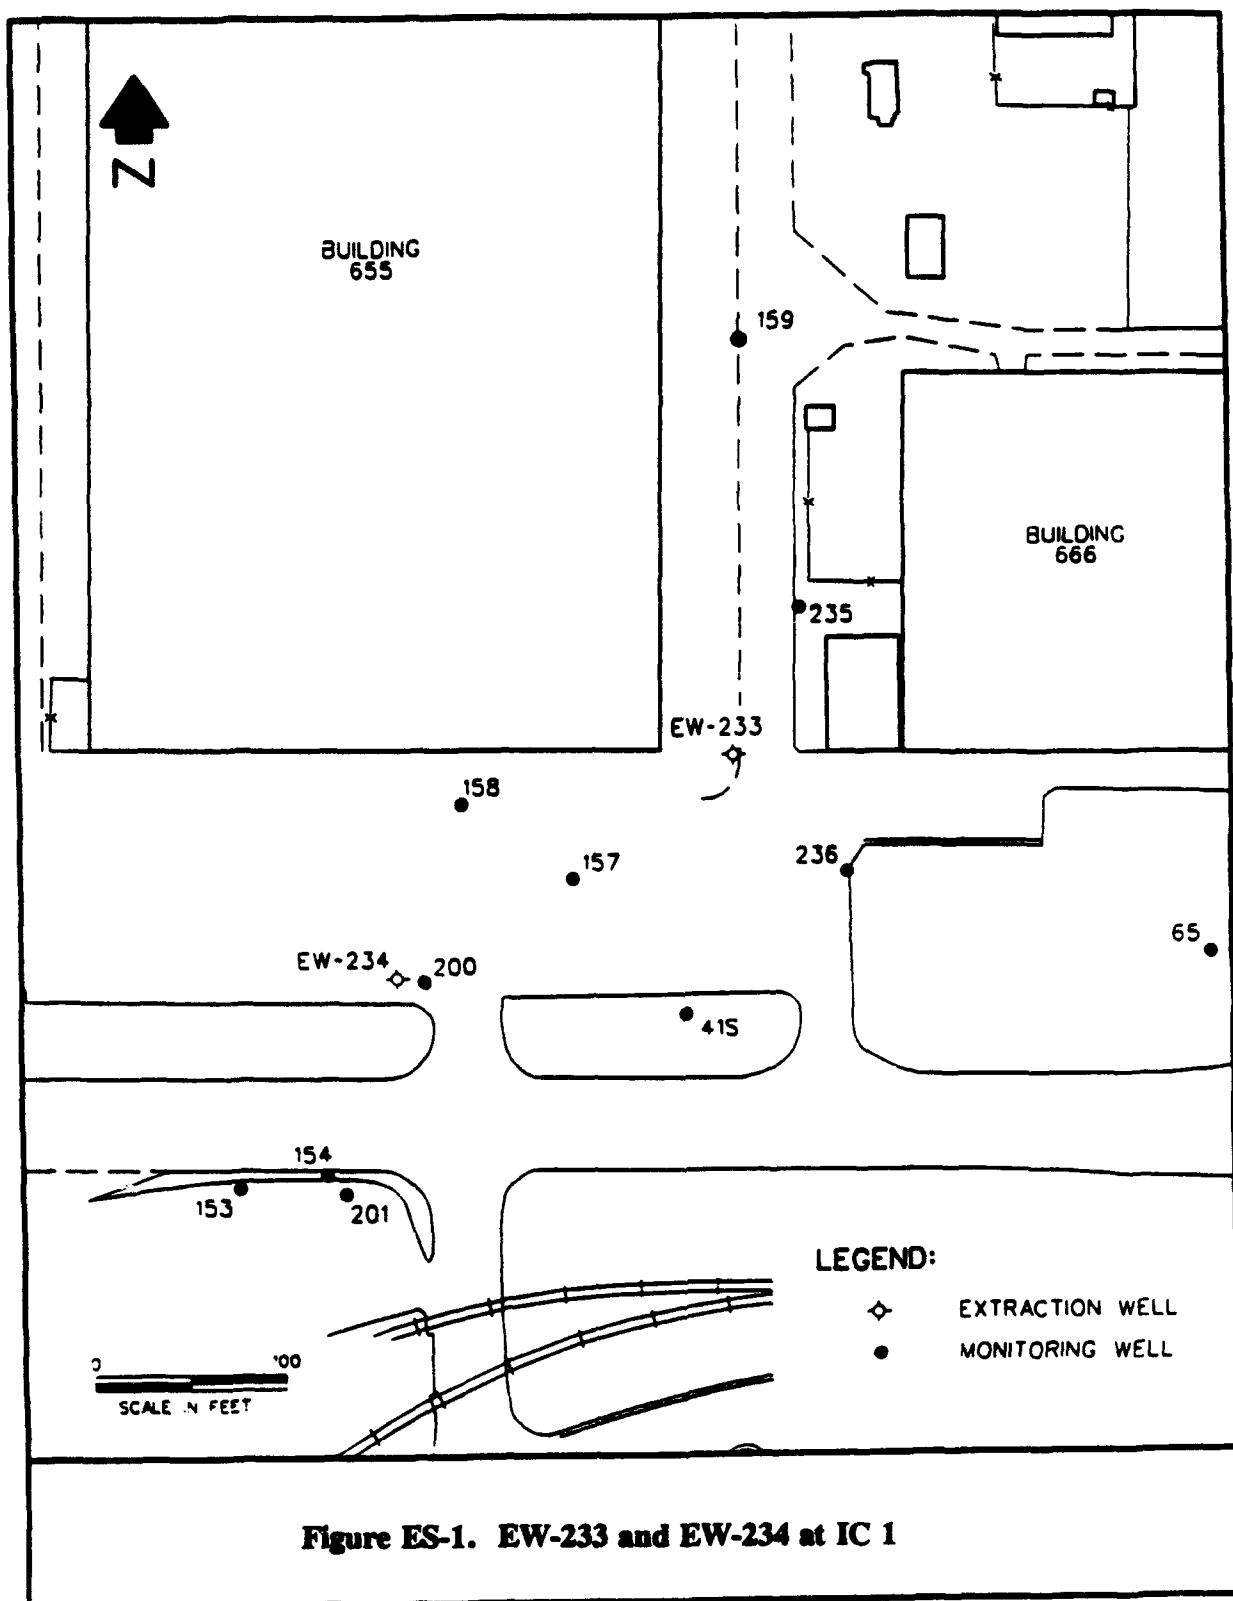 N
BUILDING
655
159
BUILDING
666
235
EW-233
158
157
236
65
EW-234
200
41S
154
153
201
LEGEND:
EXTRACTION WELL
MONITORING WELL
0 100
SCALE IN FEET
Figure ES-1. EW-233 and EW-234 at IC 1